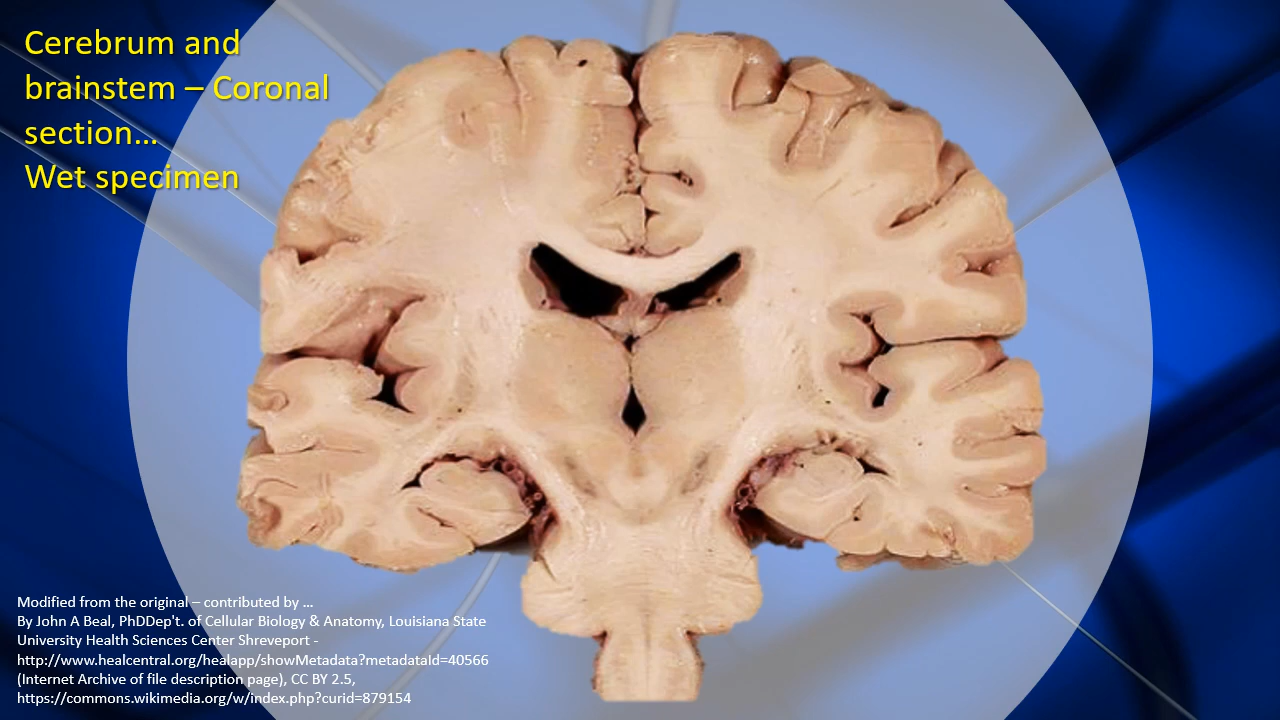 Cerebrum and
brainstem – Coronal
section…
Wet specimen
Modified from the original – contributed by …
By John A Beal, PhDDep't. of Cellular Biology & Anatomy, Louisiana State
University Health Sciences Center Shreveport -
http://www.healcentral.org/healapp/showMetadata?metadataId=40566
(Internet Archive of file description page), CC BY 2.5,
https://commons.wikimedia.org/w/index.php?curid=879154